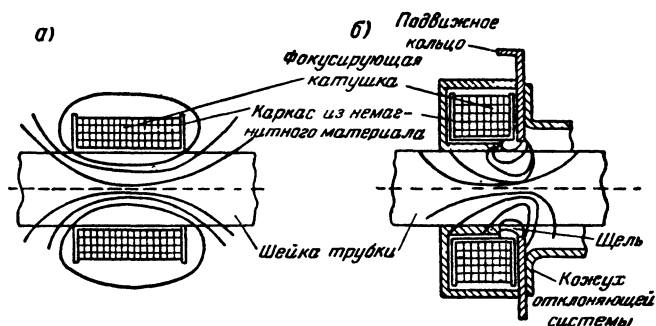 а)
б)
Подвижное
кольцо
Фокусирующая
катушка
Каркас из немаг-
нитного материала
Шейка трубки
Щель
Кожух
отклоняющей
системы